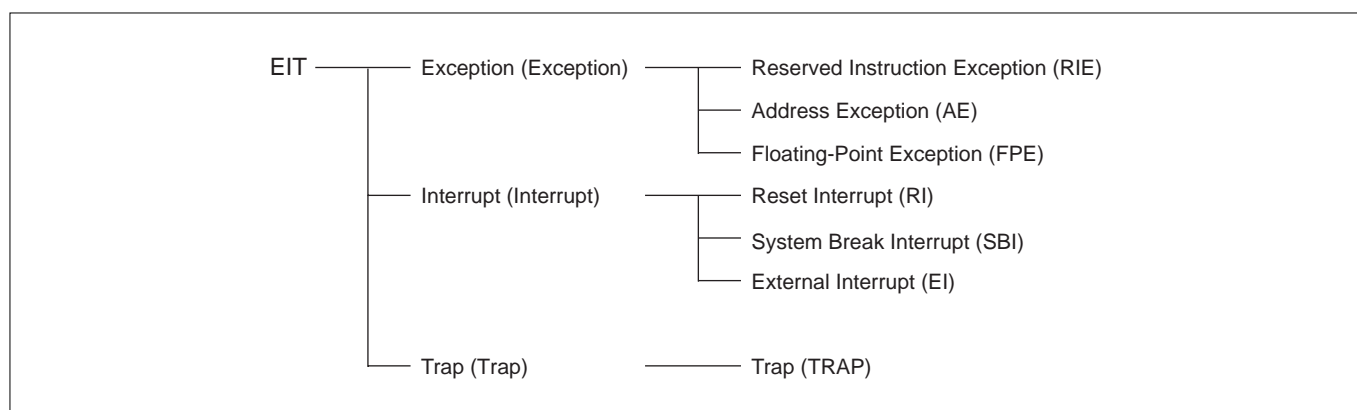 EIT Exception (Exception) Reserved Instruction Exception (RIE)
Address Exception (AE)
Floating-Point Exception (FPE)
Interrupt (Interrupt) Reset Interrupt (RI)
System Break Interrupt (SBI)
External Interrupt (EI)
Trap (Trap) Trap (TRAP)